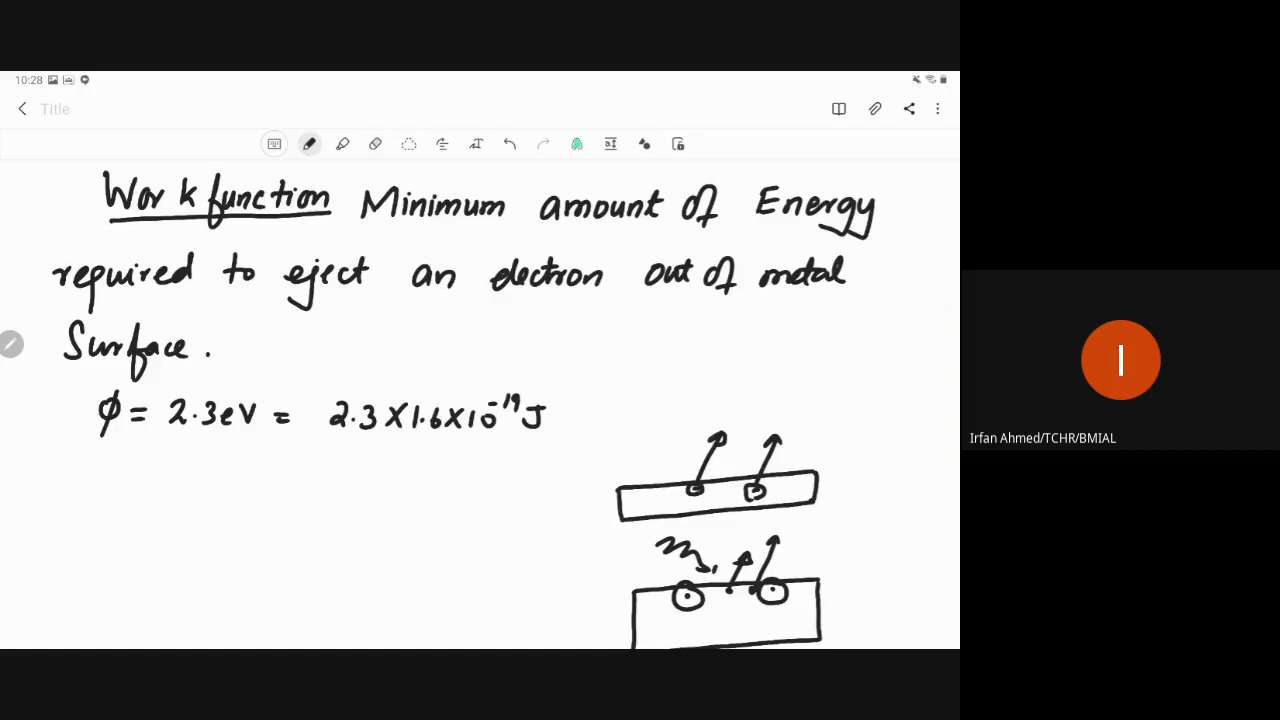 10:28
Title
Work function Minimum amount of Energy
required to eject an electron out of metal
Surface.
ϕ = 2.3eV = 2.3 X 1.6 X 10⁻¹⁹ J
I
Irfan Ahmed/TCHR/BMIAL